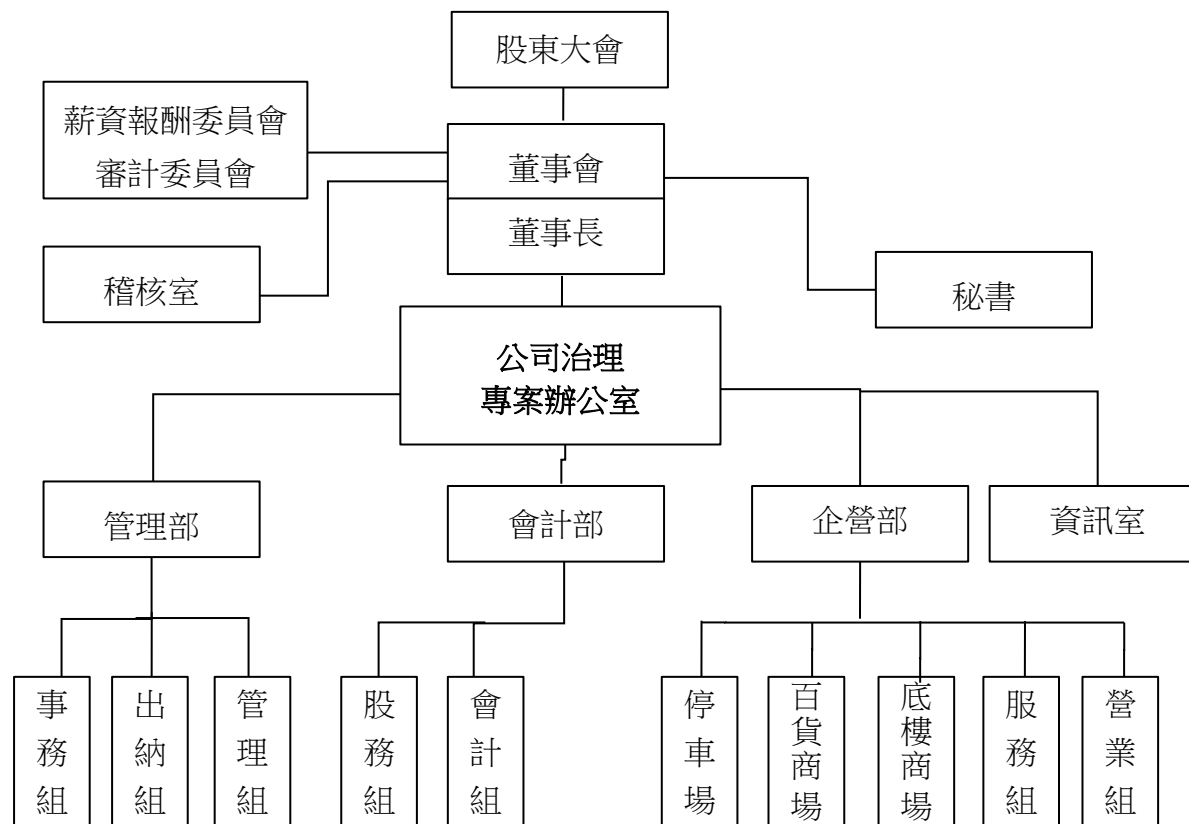 股東大會
薪資報酬委員會
審計委員會
董事會
董事長
稽核室
秘書
公司治理
專案辦公室
管理部
會計部
企營部
資訊室
事務組
出納組
管理組
股務組
會計組
停車場
百貨商場
底樓商場
服務組
營業組